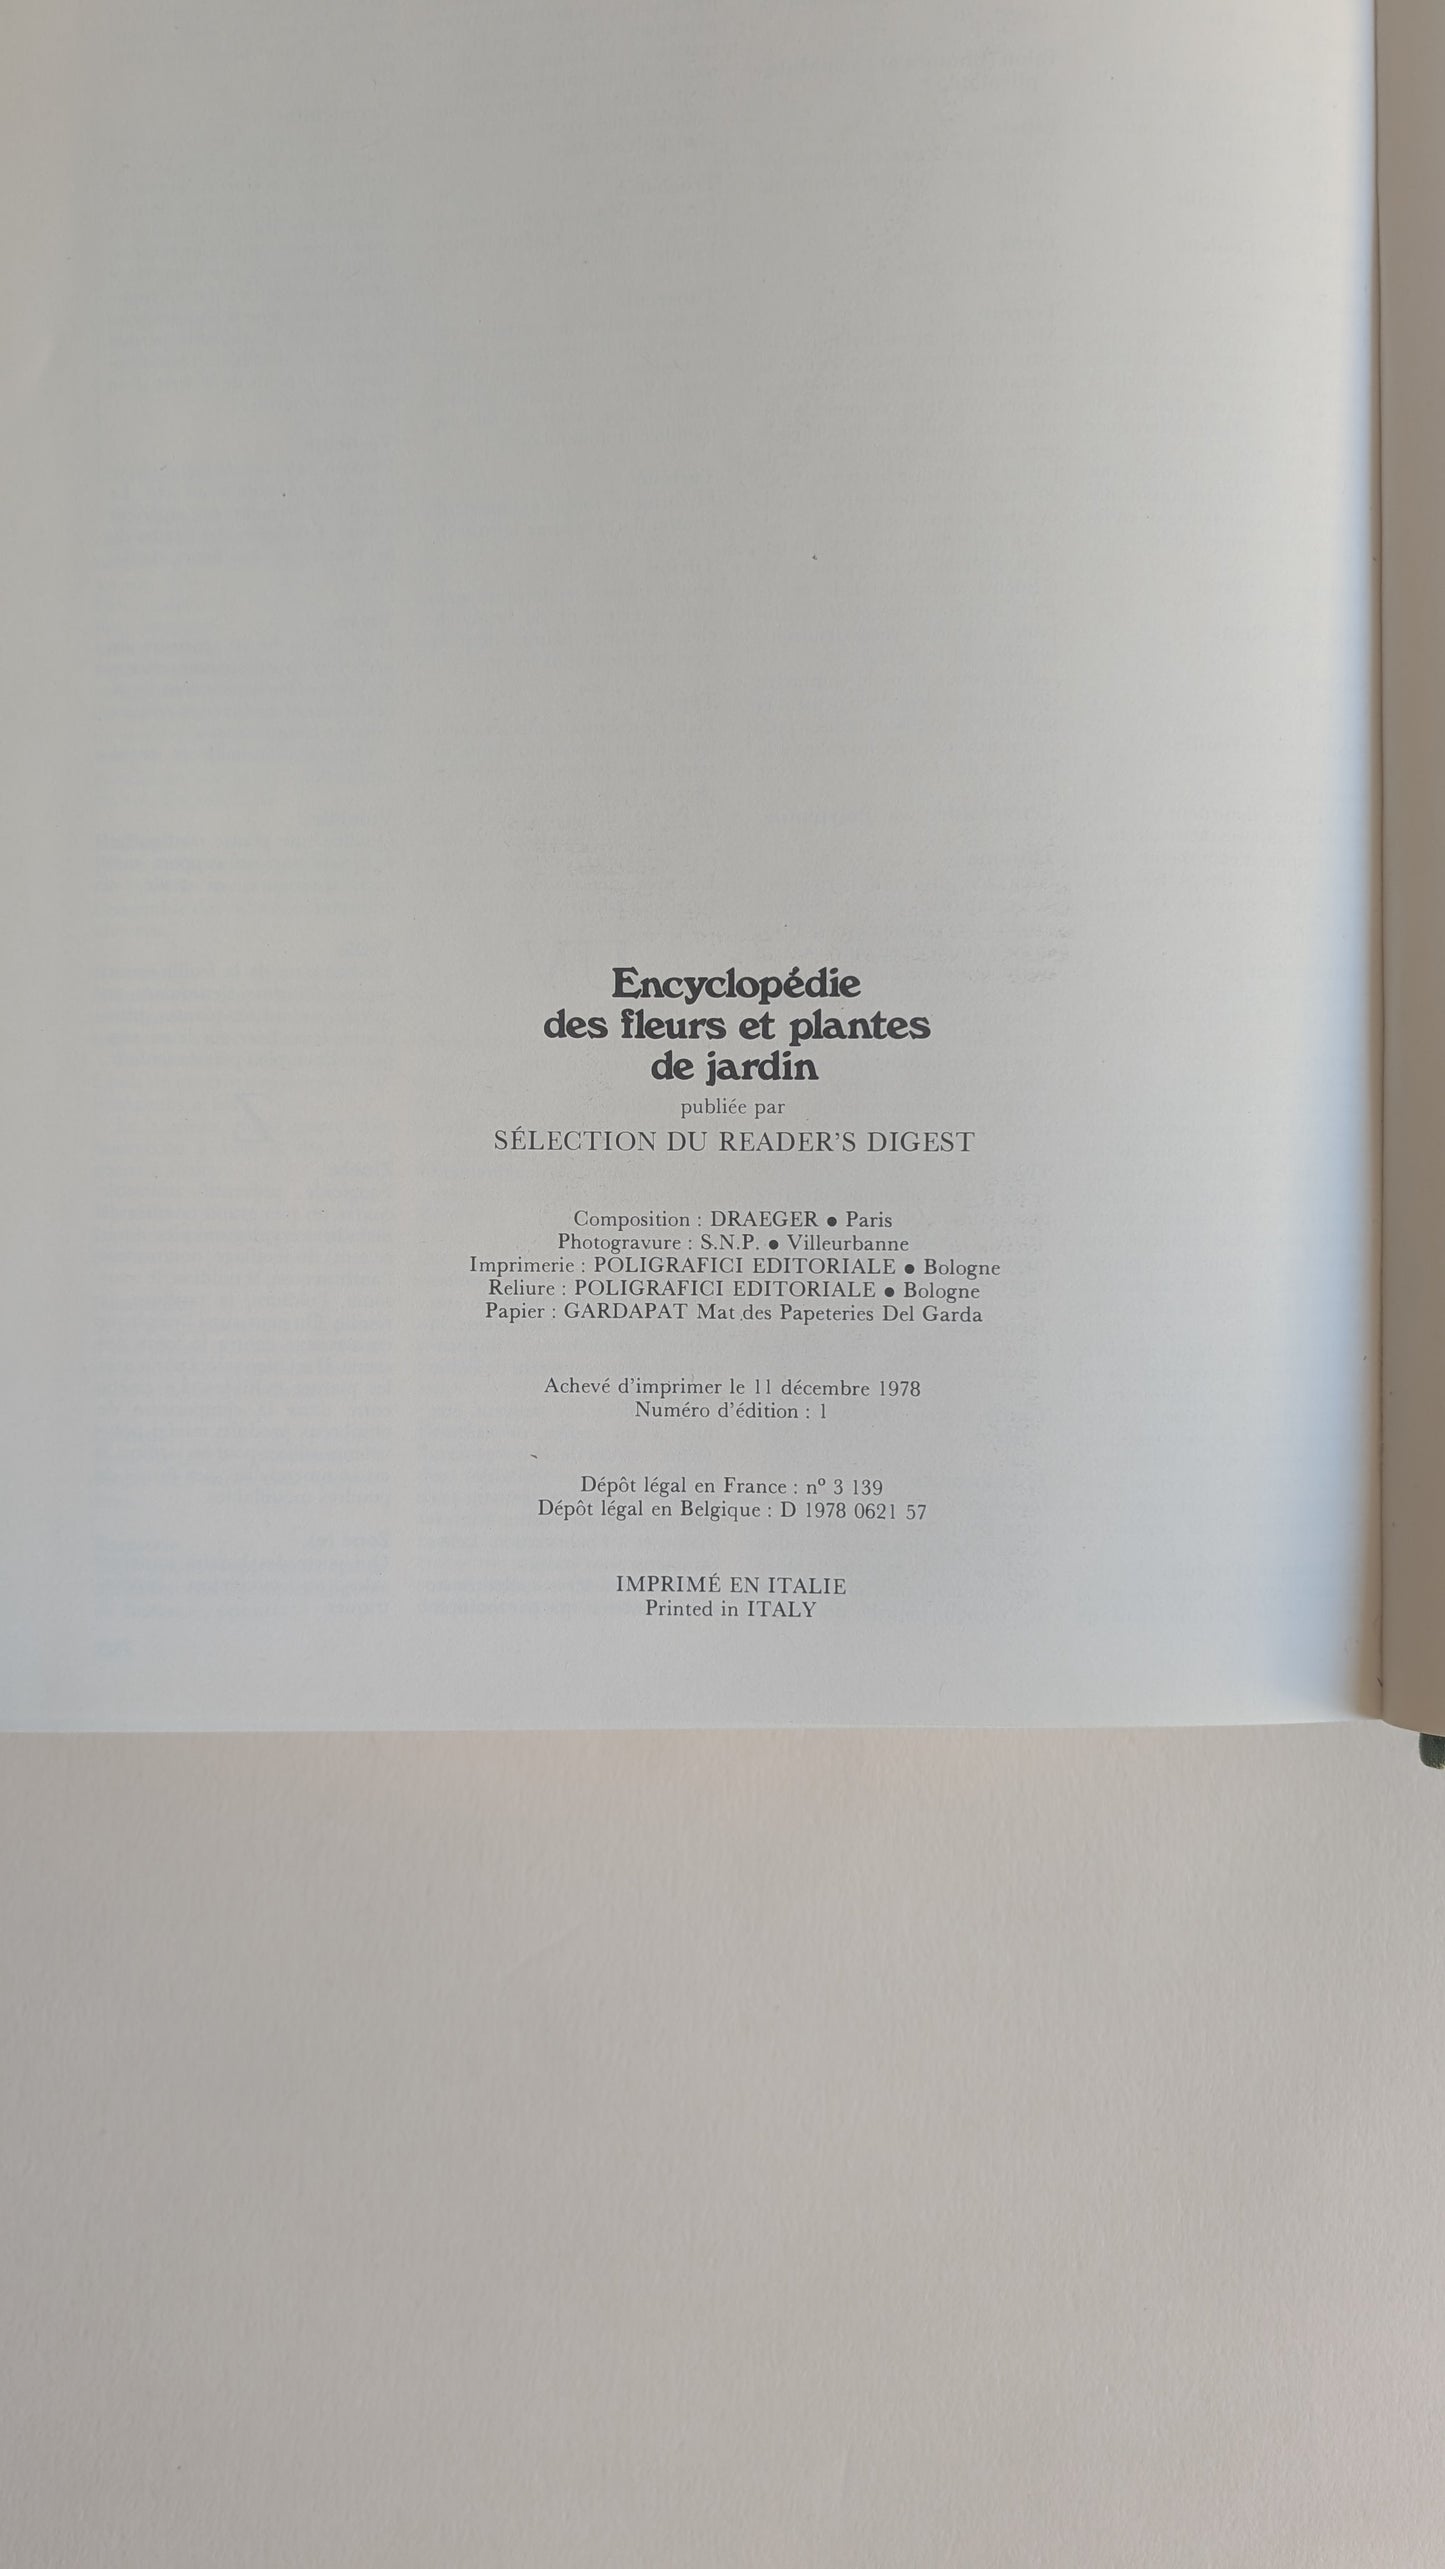 Encyclopédie
des fleurs et plantes
de jardin
publiée par
SÉLECTION DU READER'S DIGEST
Composition : DRAEGER ● Paris
Photogravure : S.N.P. ● Villeurbanne
Imprimerie : POLIGRAFICI EDITORIALE ● Bologne
Reliure : POLIGRAFICI EDITORIALE ● Bologne
Papier : GARDAPAT Mat des Papeteries Del Garda
Achevé d'imprimer le 11 décembre 1978
Numéro d'édition : 1
Dépôt légal en France : nº 3 139
Dépôt légal en Belgique : D 1978 0621 57
IMPRIMÉ EN ITALIE
Printed in ITALY